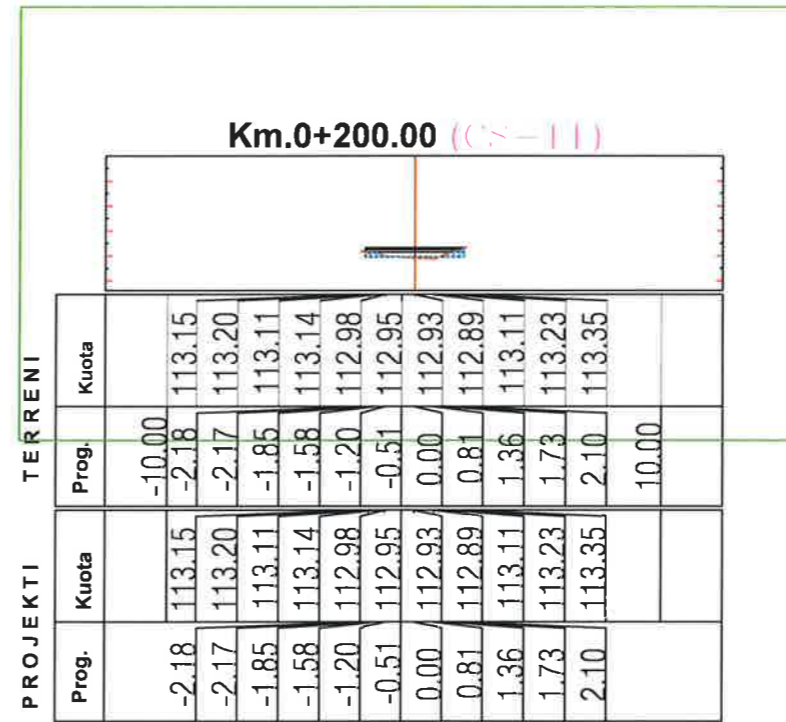 Km.0+200.00 (CS-11)
TERRENI
Kuota 113.15 113.20 113.11 113.14 112.98 112.95 112.93 112.89 113.11 113.23 113.35
Prog. -10.00 -2.18 -2.17 -1.85 -1.58 -1.20 -0.51 0.00 0.81 1.36 1.73 2.10 10.00
PROJEKTI
Kuota 113.15 113.20 113.11 113.14 112.98 112.95 112.93 112.89 113.11 113.23 113.35
Prog. -2.18 -2.17 -1.85 -1.58 -1.20 -0.51 0.00 0.81 1.36 1.73 2.10